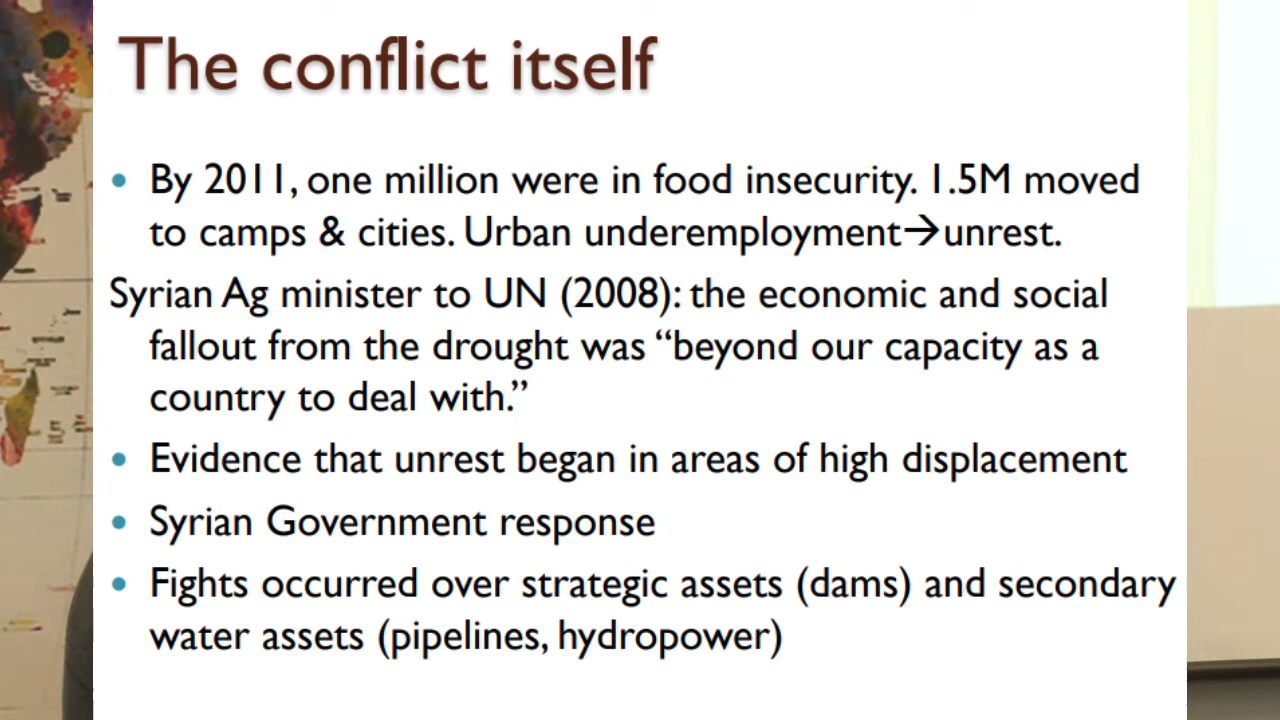 The conflict itself
• By 2011, one million were in food insecurity. 1.5M moved
to camps & cities. Urban underemployment→unrest.
Syrian Ag minister to UN (2008): the economic and social
fallout from the drought was “beyond our capacity as a
country to deal with.”
• Evidence that unrest began in areas of high displacement
• Syrian Government response
• Fights occurred over strategic assets (dams) and secondary
water assets (pipelines, hydropower)